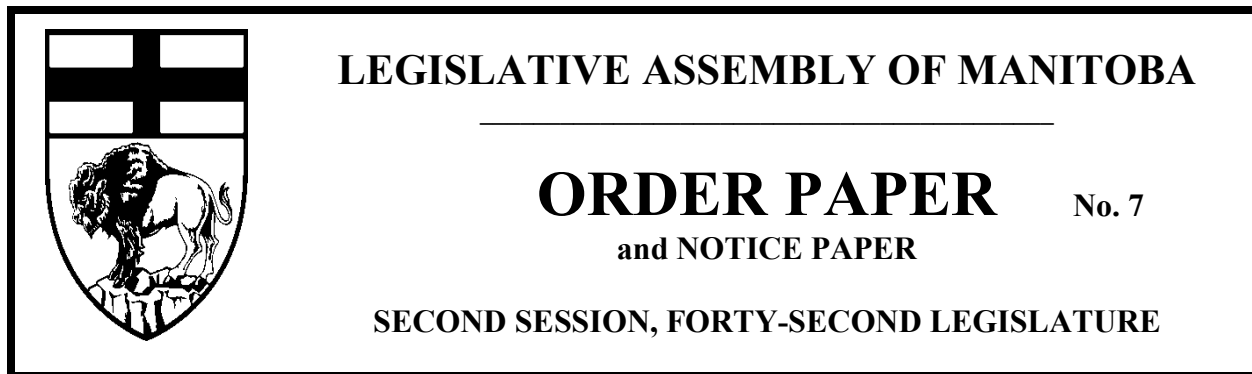 LEGISLATIVE ASSEMBLY OF MANITOBA
ORDER PAPER No. 7
and NOTICE PAPER
SECOND SESSION, FORTY-SECOND LEGISLATURE